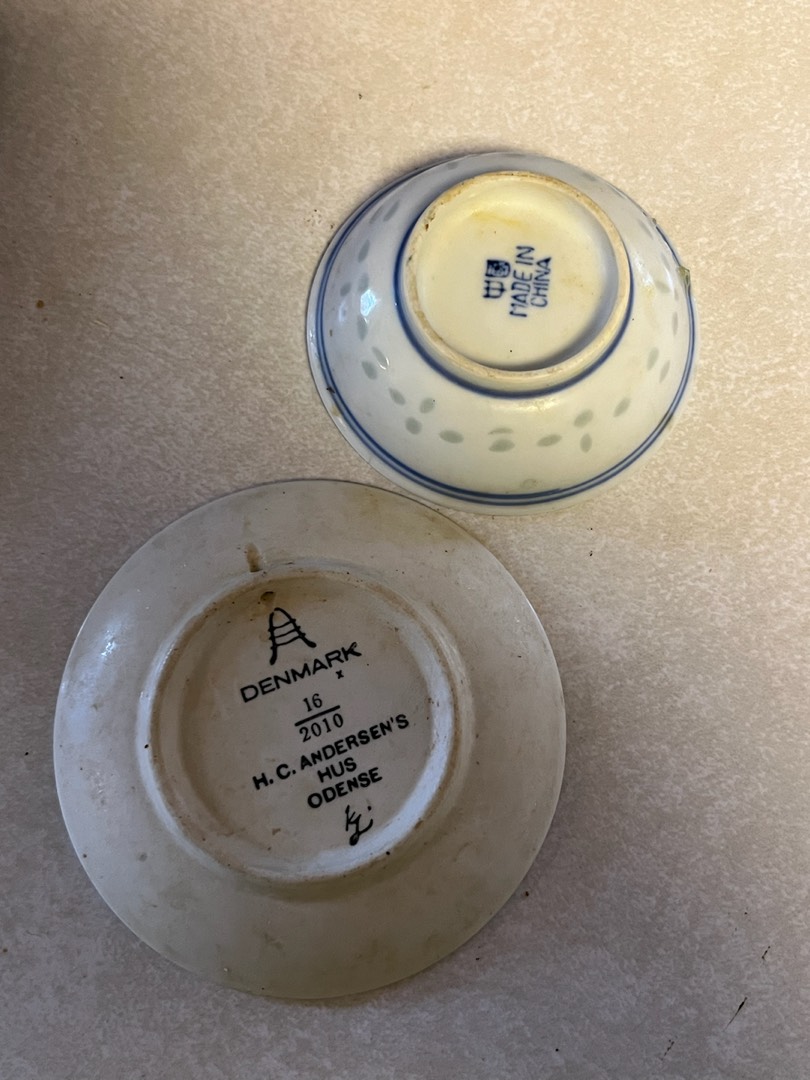 MADE IN
CHINA
DENMARK
x
16
2010
H. C. ANDERSEN'S
HUS
ODENSE